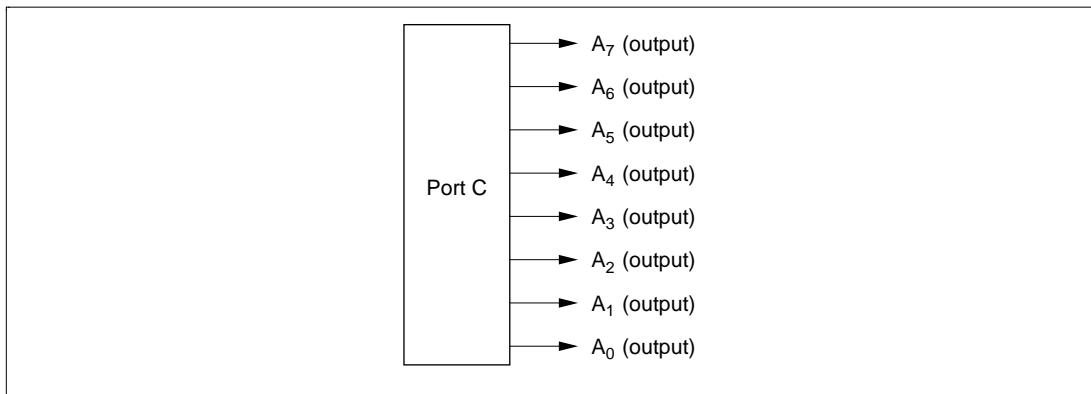 A₇ (output)
A₆ (output)
A₅ (output)
A₄ (output)
Port C
A₃ (output)
A₂ (output)
A₁ (output)
A₀ (output)